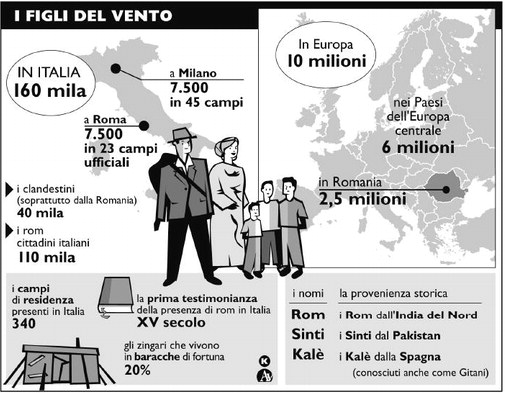 I FIGLI DEL VENTO
IN ITALIA
160 mila
a Milano
7.500
in 45 campi
a Roma
7.500
in 23 campi
ufficiali
i clandestini
(soprattutto dalla Romania)
40 mila
i rom
cittadini italiani
110 mila
In Europa
10 milioni
nei Paesi
dell'Europa
centrale
6 milioni
in Romania
2,5 milioni
i campi
di residenza
presenti in Italia
340
la prima testimonianza
della presenza di rom in Italia
XV secolo
gli zingari che vivono
in baracche di fortuna
20%
K
i nomi la provenienza storica
Rom i Rom dall'India del Nord
Sinti i Sinti dal Pakistan
Kalè i Kalè dalla Spagna
(conosciuti anche come Gitani)